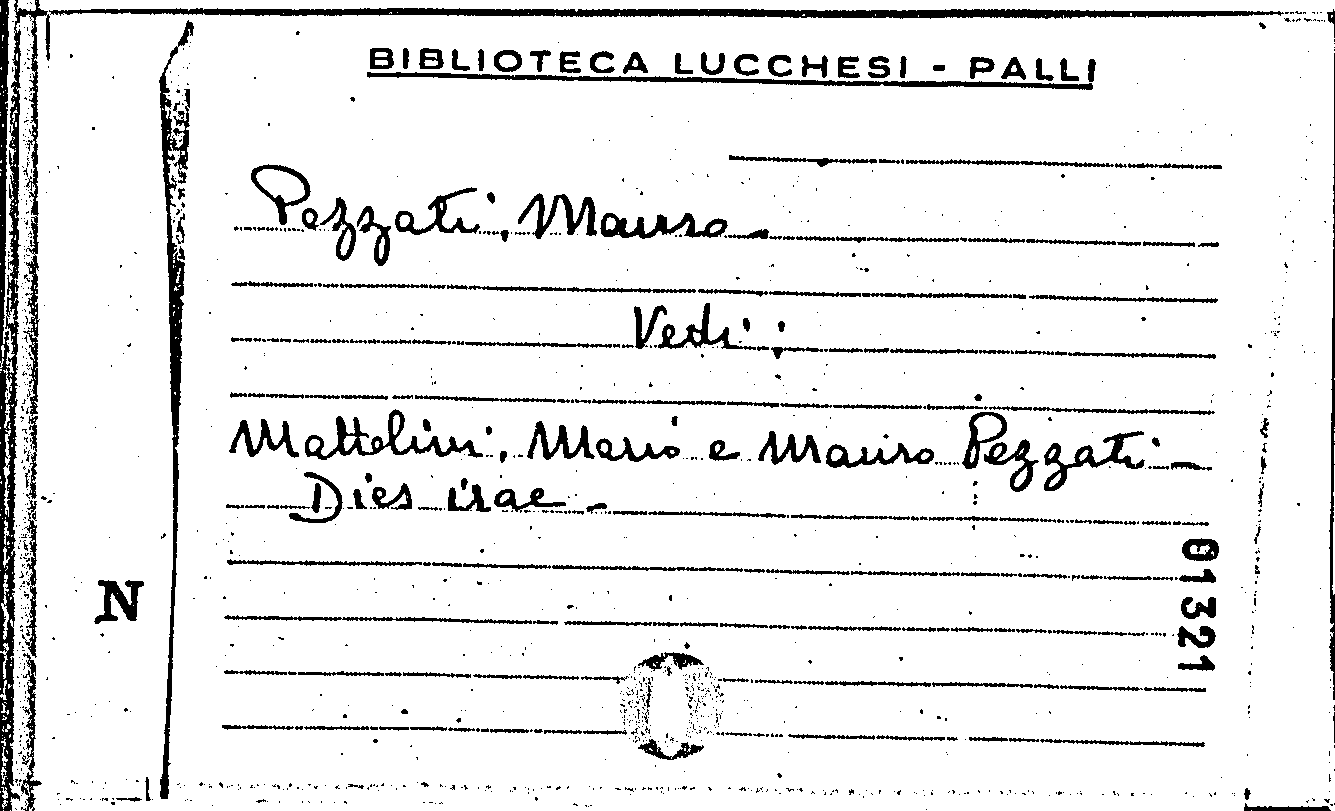 BIBLIOTECA LUCCHESI - PALLI
Pezzati, Mauro -
Vedi:
Mattolini, Mario e Mauro Pezzati -
Dies irae -
N
01321